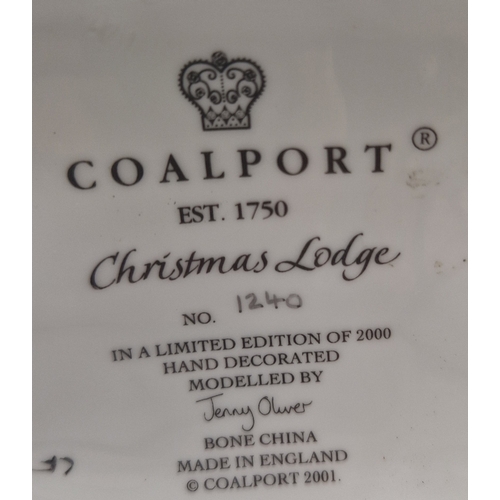 COALPORT ®
EST. 1750
Christmas Lodge
NO. 1240
IN A LIMITED EDITION OF 2000
HAND DECORATED
MODELLED BY
Jenny Oliver
BONE CHINA
MADE IN ENGLAND
© COALPORT 2001.